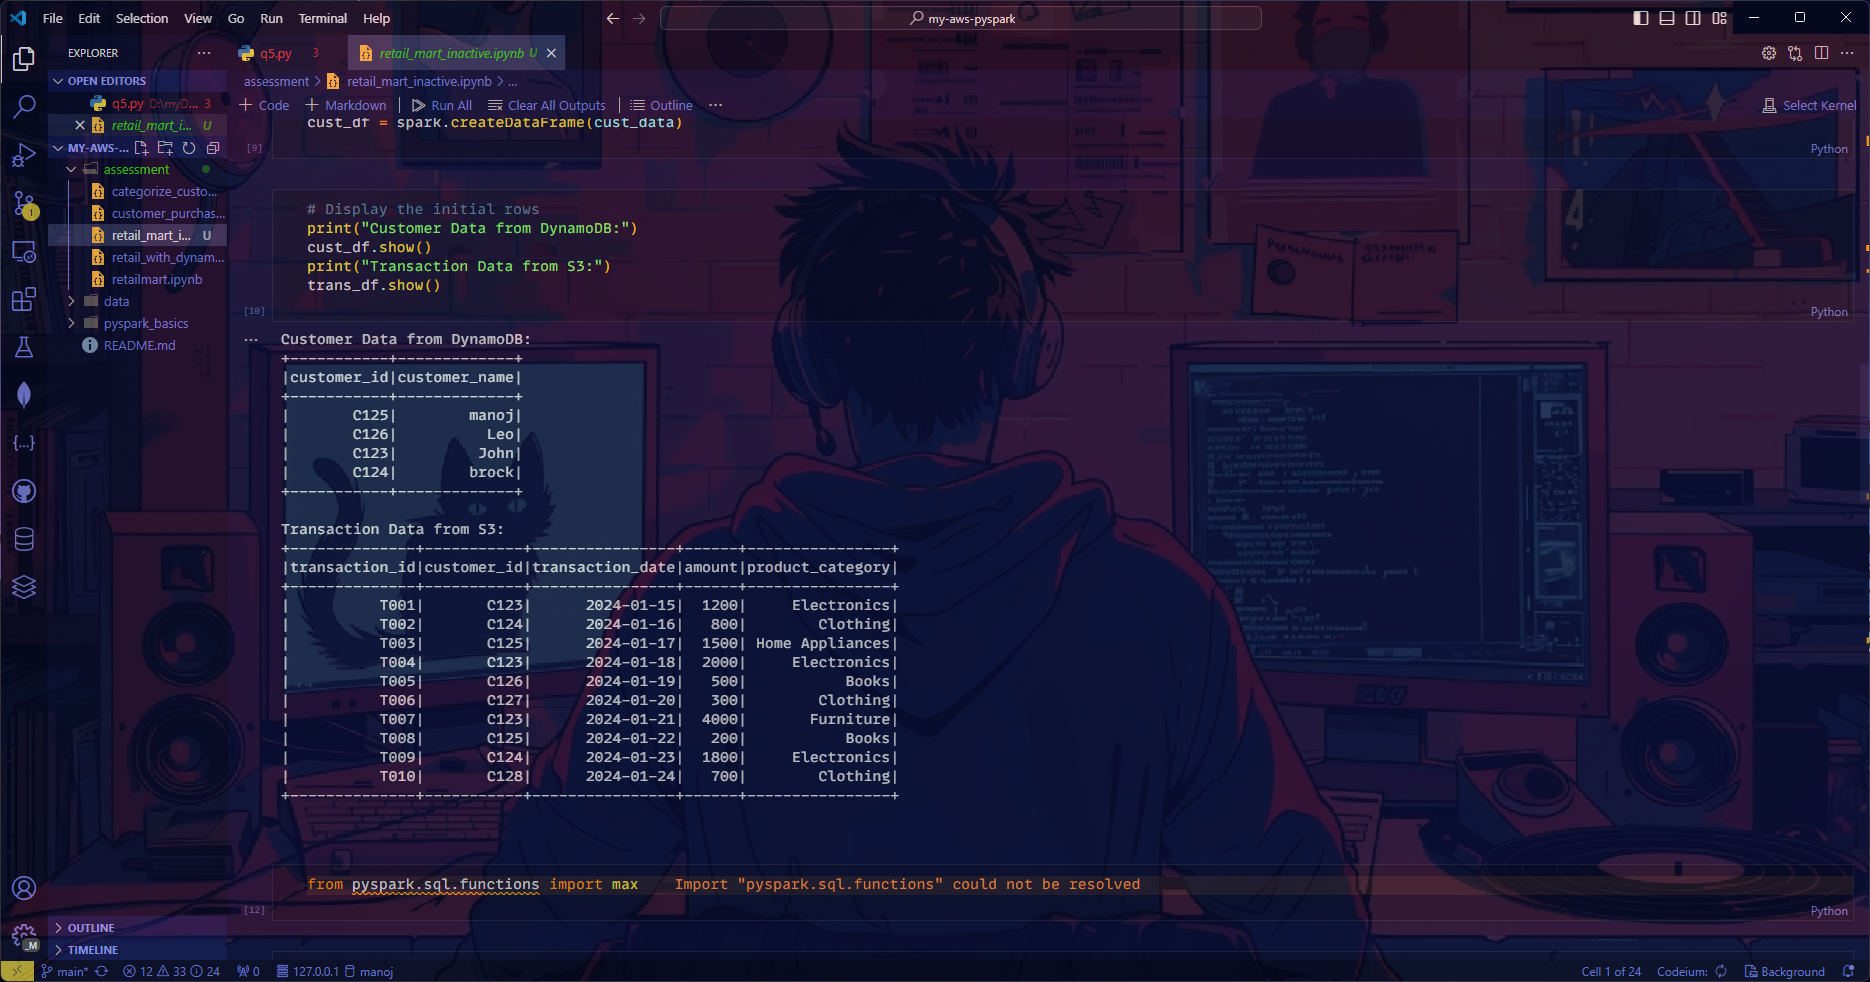 File Edit Selection View Go Run Terminal Help
my-aws-pyspark
EXPLORER
q5.py 3
retail_mart_inactive.ipynb U
OPEN EDITORS
q5.py D:\myD... 3
retail_mart_i... U
MY-AWS-...
assessment
categorize_custo...
customer_purchas...
retail_mart_i... U
retail_with_dynam...
retailmart.ipynb
data
pyspark_basics
README.md
OUTLINE
TIMELINE
assessment > retail_mart_inactive.ipynb > ...
+ Code + Markdown | Run All Clear All Outputs | Outline ...
Select Kernel
cust_df = spark.createDataFrame(cust_data)
[9]
Python
# Display the initial rows
print("Customer Data from DynamoDB:")
cust_df.show()
print("Transaction Data from S3:")
trans_df.show()
[10]
Python
Customer Data from DynamoDB:
+-----------+-------------+
|customer_id|customer_name|
+-----------+-------------+
|       C125|        manoj|
|       C126|          Leo|
|       C123|         John|
|       C124|        brock|
+-----------+-------------+
Transaction Data from S3:
+--------------+-----------+----------------+------+----------------+
|transaction_id|customer_id|transaction_date|amount|product_category|
+--------------+-----------+----------------+------+----------------+
|          T001|       C123|      2024-01-15|  1200|     Electronics|
|          T002|       C124|      2024-01-16|   800|        Clothing|
|          T003|       C125|      2024-01-17|  1500| Home Appliances|
|          T004|       C123|      2024-01-18|  2000|     Electronics|
|          T005|       C126|      2024-01-19|   500|           Books|
|          T006|       C127|      2024-01-20|   300|        Clothing|
|          T007|       C123|      2024-01-21|  4000|       Furniture|
|          T008|       C125|      2024-01-22|   200|           Books|
|          T009|       C124|      2024-01-23|  1800|     Electronics|
|          T010|       C128|      2024-01-24|   700|        Clothing|
+--------------+-----------+----------------+------+----------------+
from pyspark.sql.functions import max    Import "pyspark.sql.functions" could not be resolved
[12]
Python
main* 12 33 24 0 127.0.0.1 manoj
Cell 1 of 24 Codeium: Background